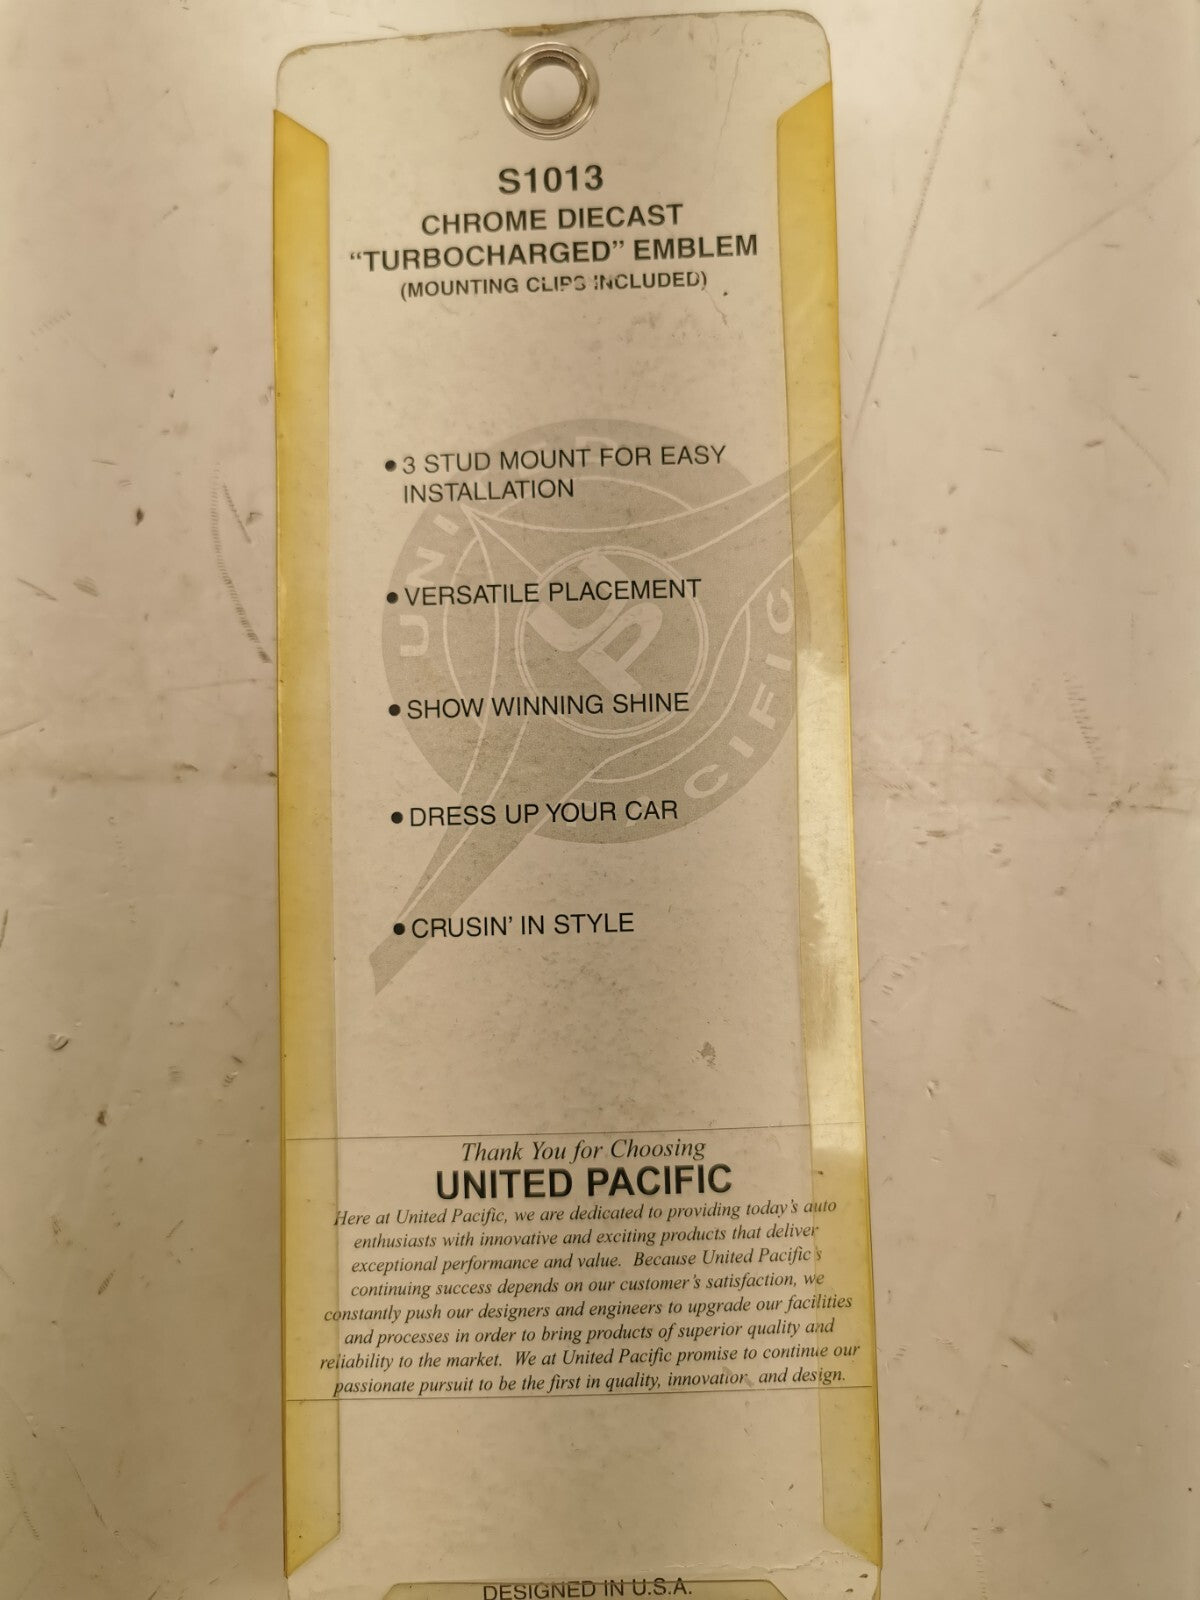 S1013
CHROME DIECAST
“TURBOCHARGED” EMBLEM
(MOUNTING CLIPS INCLUDED)
• 3 STUD MOUNT FOR EASY
INSTALLATION
• VERSATILE PLACEMENT
• SHOW WINNING SHINE
• DRESS UP YOUR CAR
• CRUSIN’ IN STYLE
UNITED
UP
CIFIC
Thank You for Choosing
UNITED PACIFIC
Here at United Pacific, we are dedicated to providing today’s auto
enthusiasts with innovative and exciting products that deliver
exceptional performance and value. Because United Pacific’s
continuing success depends on our customer’s satisfaction, we
constantly push our designers and engineers to upgrade our facilities
and processes in order to bring products of superior quality and
reliability to the market. We at United Pacific promise to continue our
passionate pursuit to be the first in quality, innovation and design.
DESIGNED IN U.S.A.